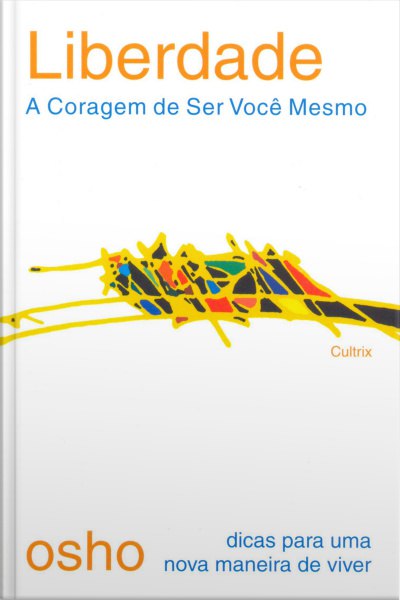 Liberdade
A Coragem de Ser Você Mesmo
Cultrix
osho
dicas para uma
nova maneira de viver